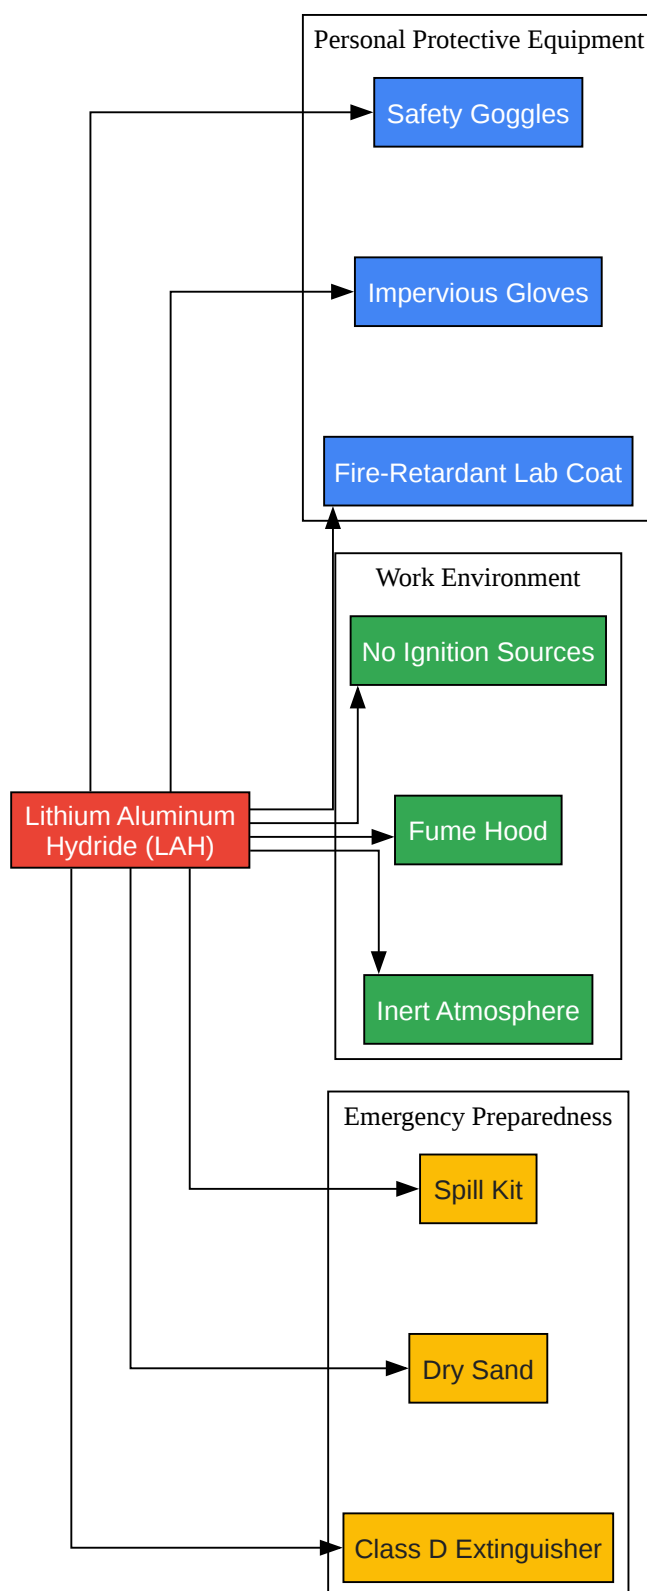 Personal Protective Equipment
Safety Goggles
Impervious Gloves
Fire-Retardant Lab Coat
Work Environment
No Ignition Sources
Lithium Aluminum
Hydride (LAH)
Fume Hood
Inert Atmosphere
Emergency Preparedness
Spill Kit
Dry Sand
Class D Extinguisher